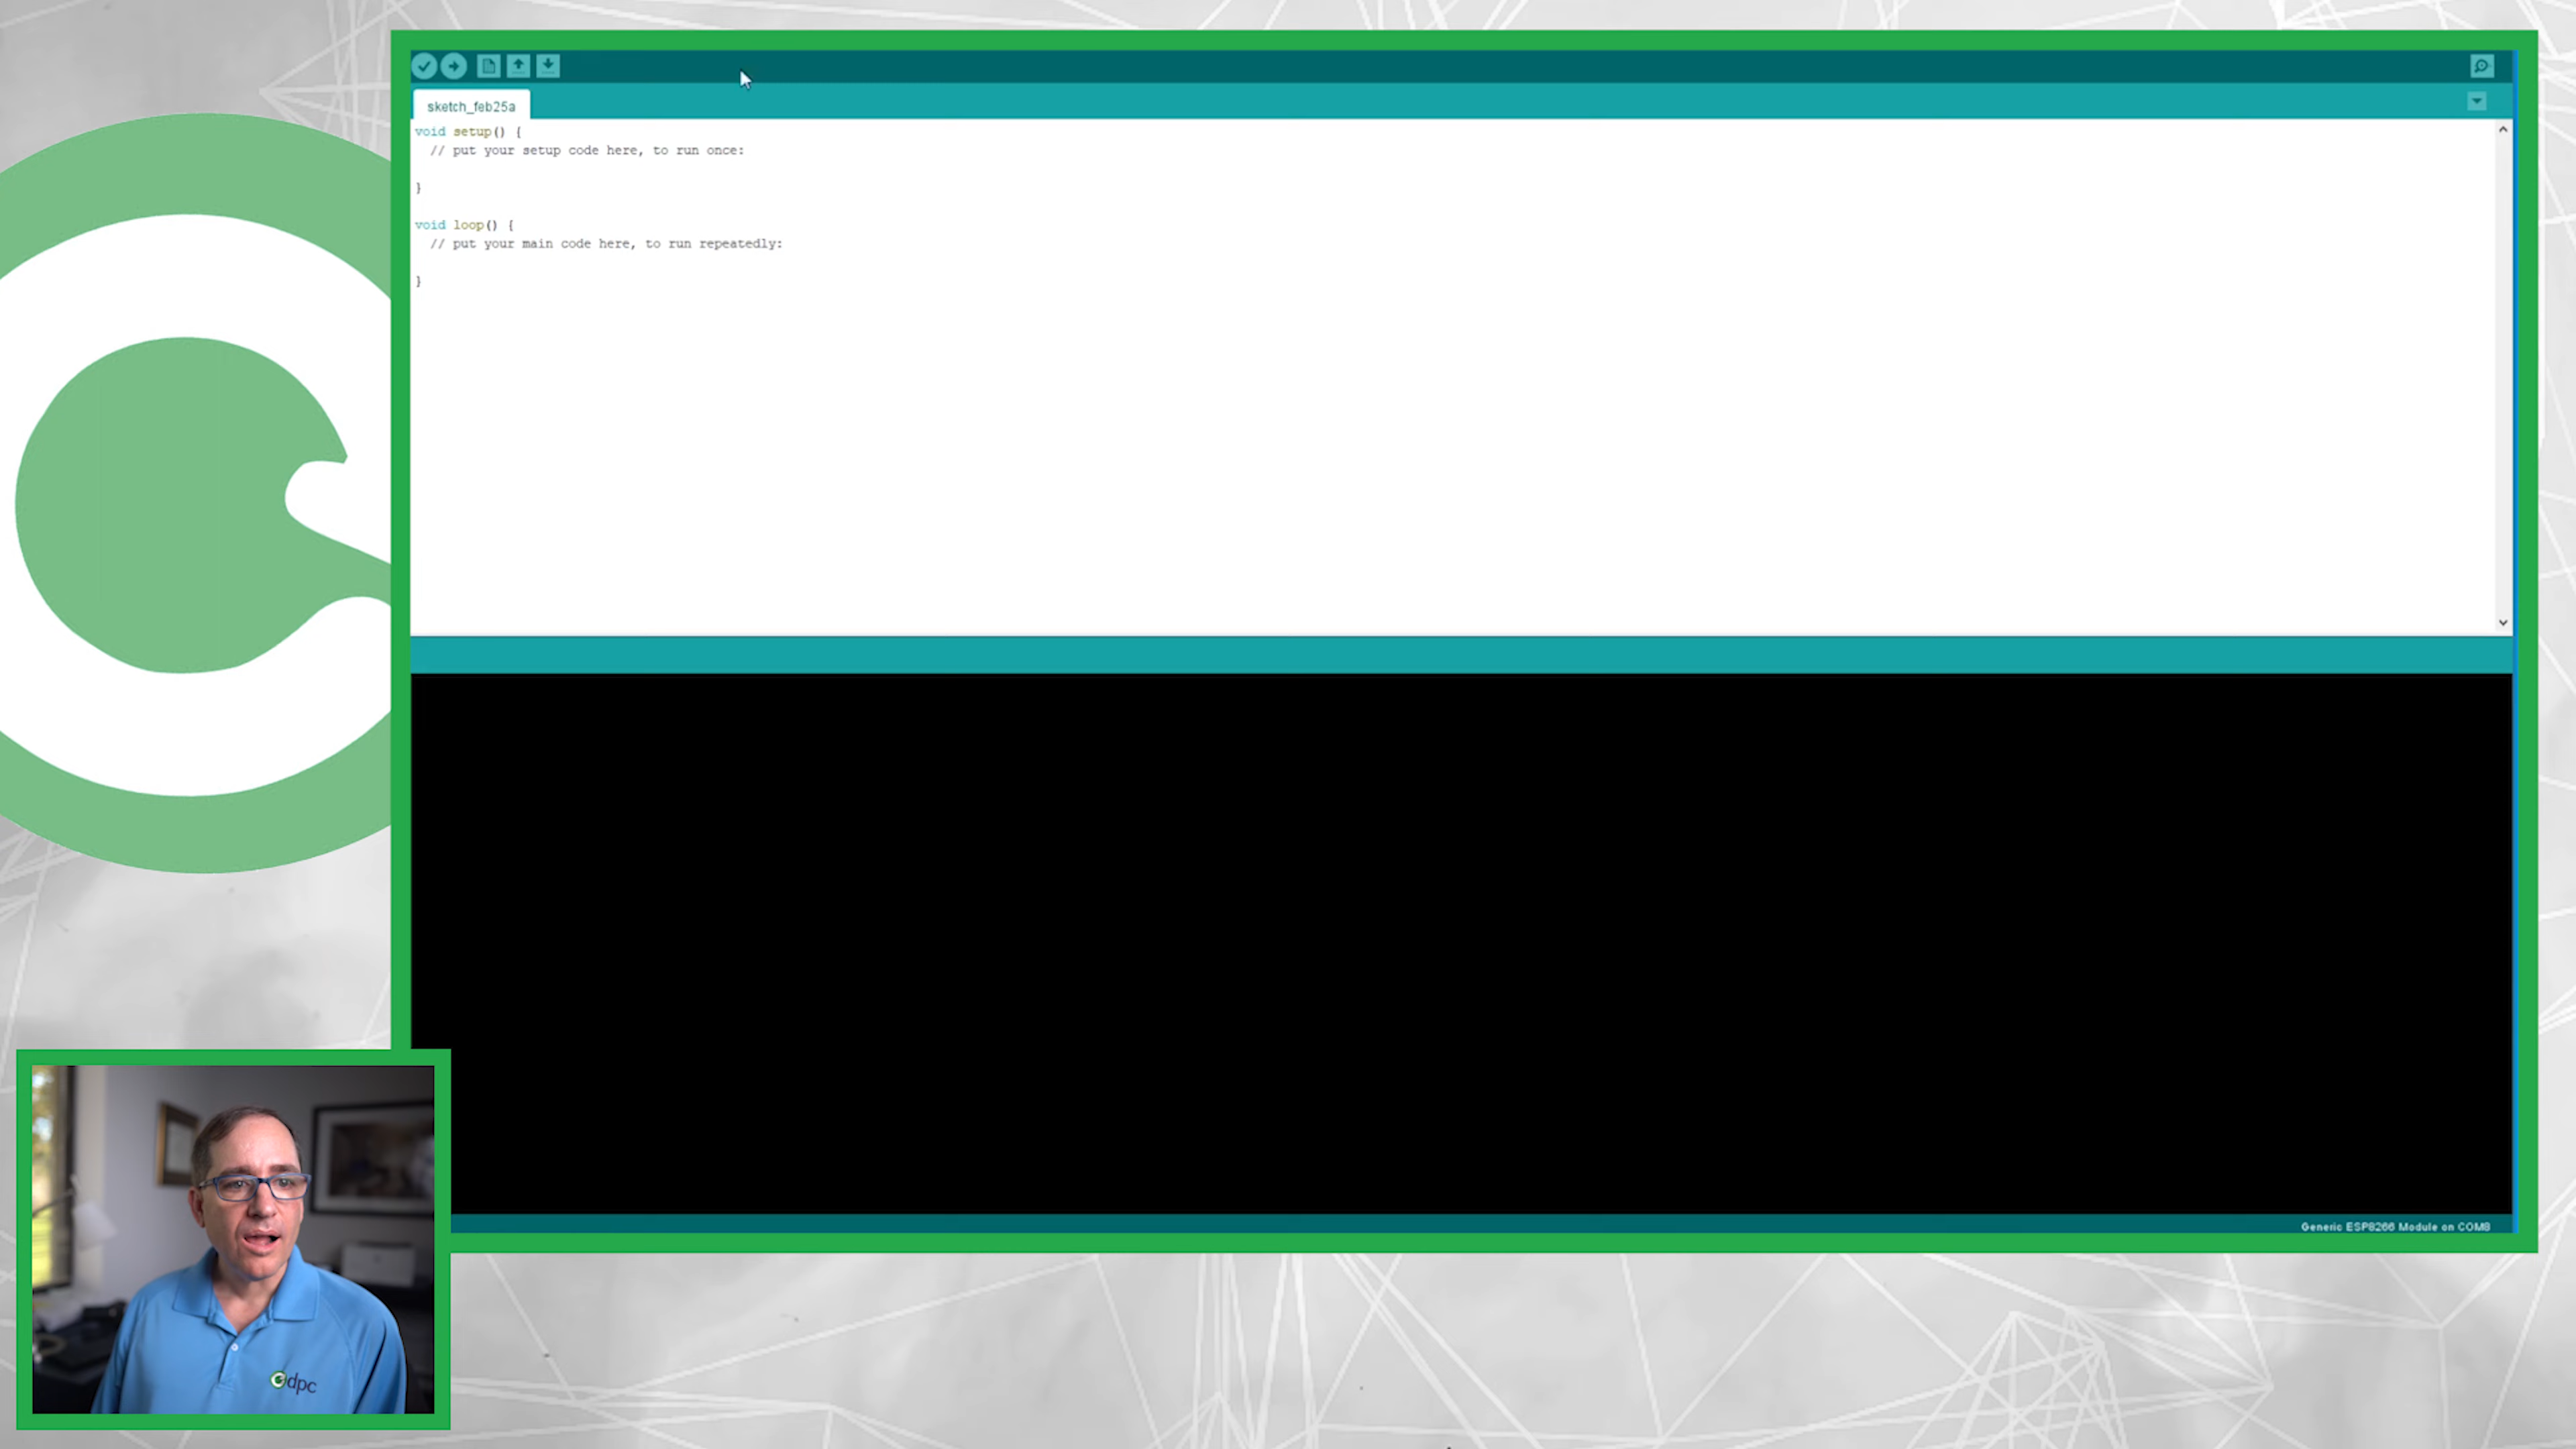 sketch_feb25a
void setup() {
// put your setup code here, to run once:
}
void loop() {
// put your main code here, to run repeatedly:
}
Generic ESP8266 Module on COM8
dpc